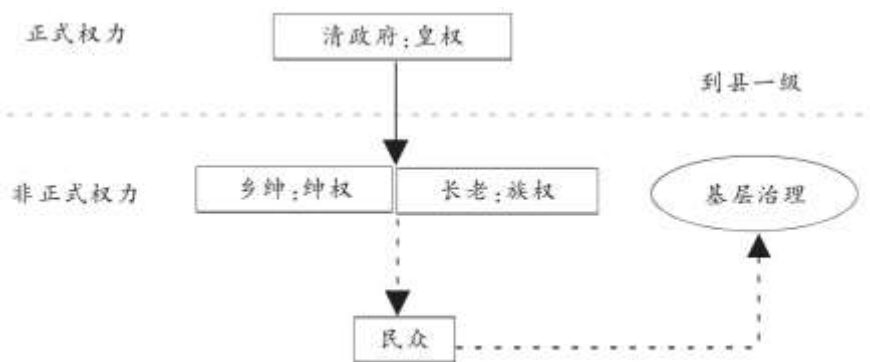 正式权力
清政府:皇权
到县一级
非正式权力
乡绅:绅权
长老:族权
基层治理
民众